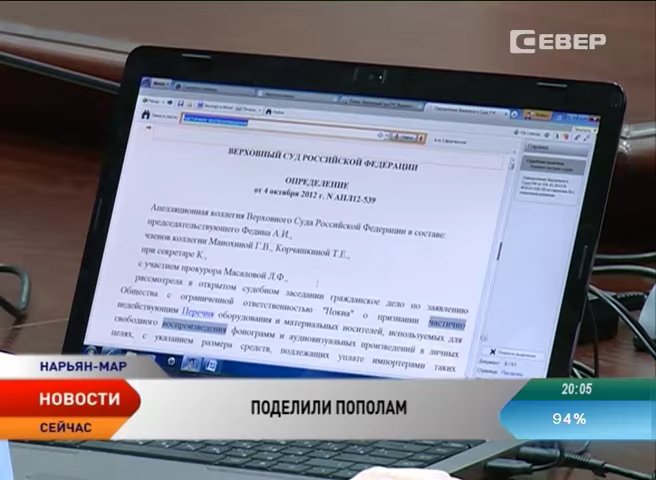 СЕВЕР
ВЕРХОВНЫЙ СУД РОССИЙСКОЙ ФЕДЕРАЦИИ
ОПРЕДЕЛЕНИЕ
от 4 октября 2012 г. N АПЛ12-539
Апелляционная коллегия Верховного Суда Российской Федерации в составе:
председательствующего Федина А.И.,
членов коллегии Манохиной Г.В., Корчашкиной Т.Е.,
при секретаре К.,
с участием прокурора Масаловой Л.Ф.,
рассмотрела в открытом судебном заседании гражданское дело по заявлению
Общества с ограниченной ответственностью "Нокиа" о признании частично
недействующим Перечня оборудования и материальных носителей, используемых для
свободного воспроизведения фонограмм и аудиовизуальных произведений в личных
целях, с указанием размера средств, подлежащих уплате импортерами таких
НАРЬЯН-МАР
НОВОСТИ
СЕЙЧАС
ПОДЕЛИЛИ ПОПОЛАМ
20:05
94%